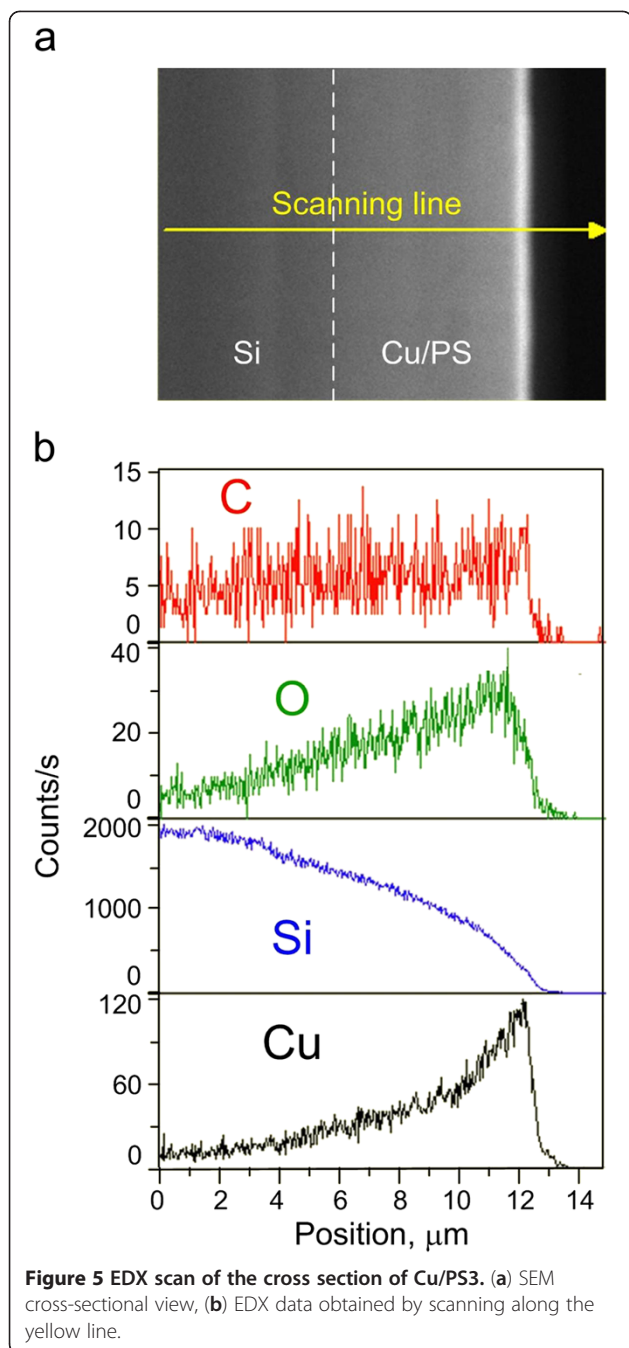 a
Scanning line
Si Cu/PS
b
15
C
10
5
0
40
O
20
0
Counts/s
2000
1000
Si
0
120
Cu
60
0
0 2 4 6 8 10 12 14
Position, μm
Figure 5 EDX scan of the cross section of Cu/PS3. (a) SEM
cross-sectional view, (b) EDX data obtained by scanning along the
yellow line.